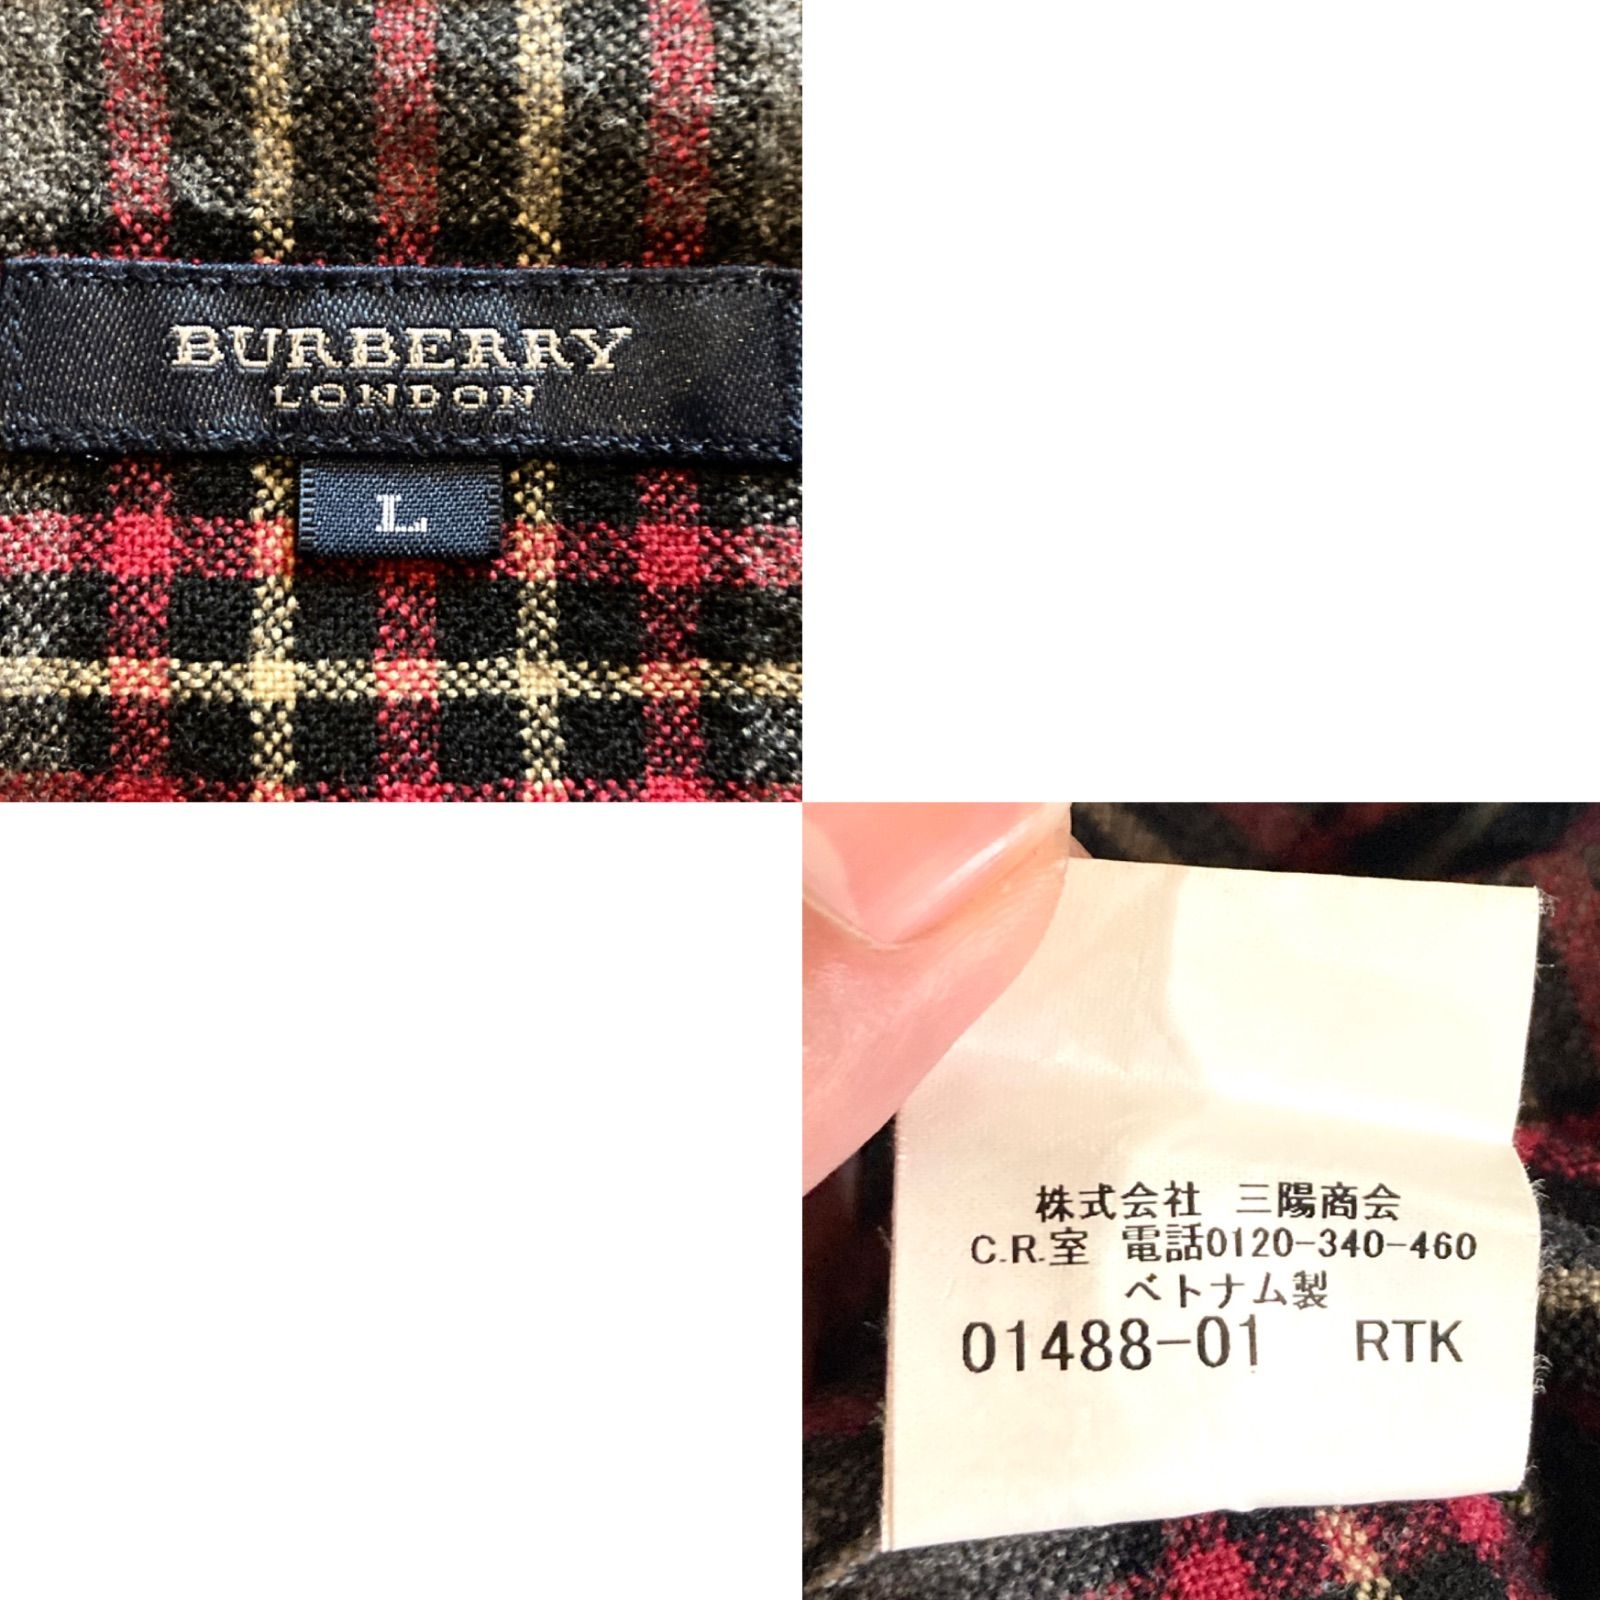 BURBERRY
LONDON
L
株式会社 三陽商会
C.R.室 電話0120-340-460
ベトナム製
01488-01 RTK